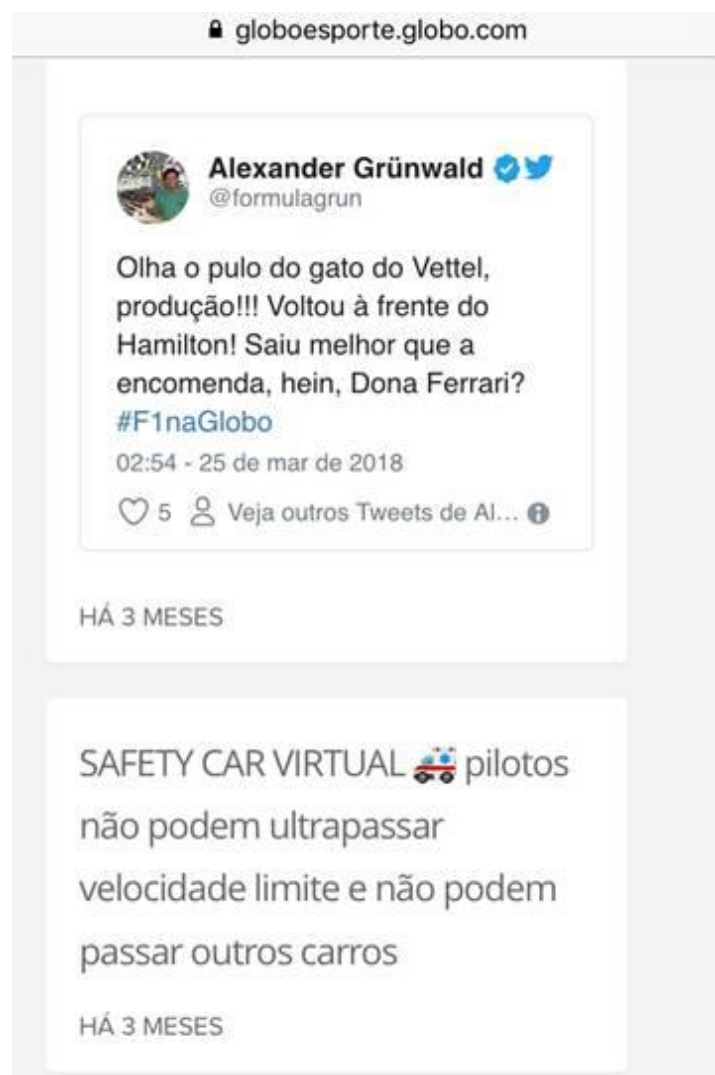 globoesporte.globo.com
Alexander Grünwald
@formulagrun
Olha o pulo do gato do Vettel,
produção!!! Voltou à frente do
Hamilton! Saiu melhor que a
encomenda, hein, Dona Ferrari?
#F1naGlobo
02:54 - 25 de mar de 2018
5 Veja outros Tweets de Al...
HÁ 3 MESES
SAFETY CAR VIRTUAL 🚑 pilotos
não podem ultrapassar
velocidade limite e não podem
passar outros carros
HÁ 3 MESES